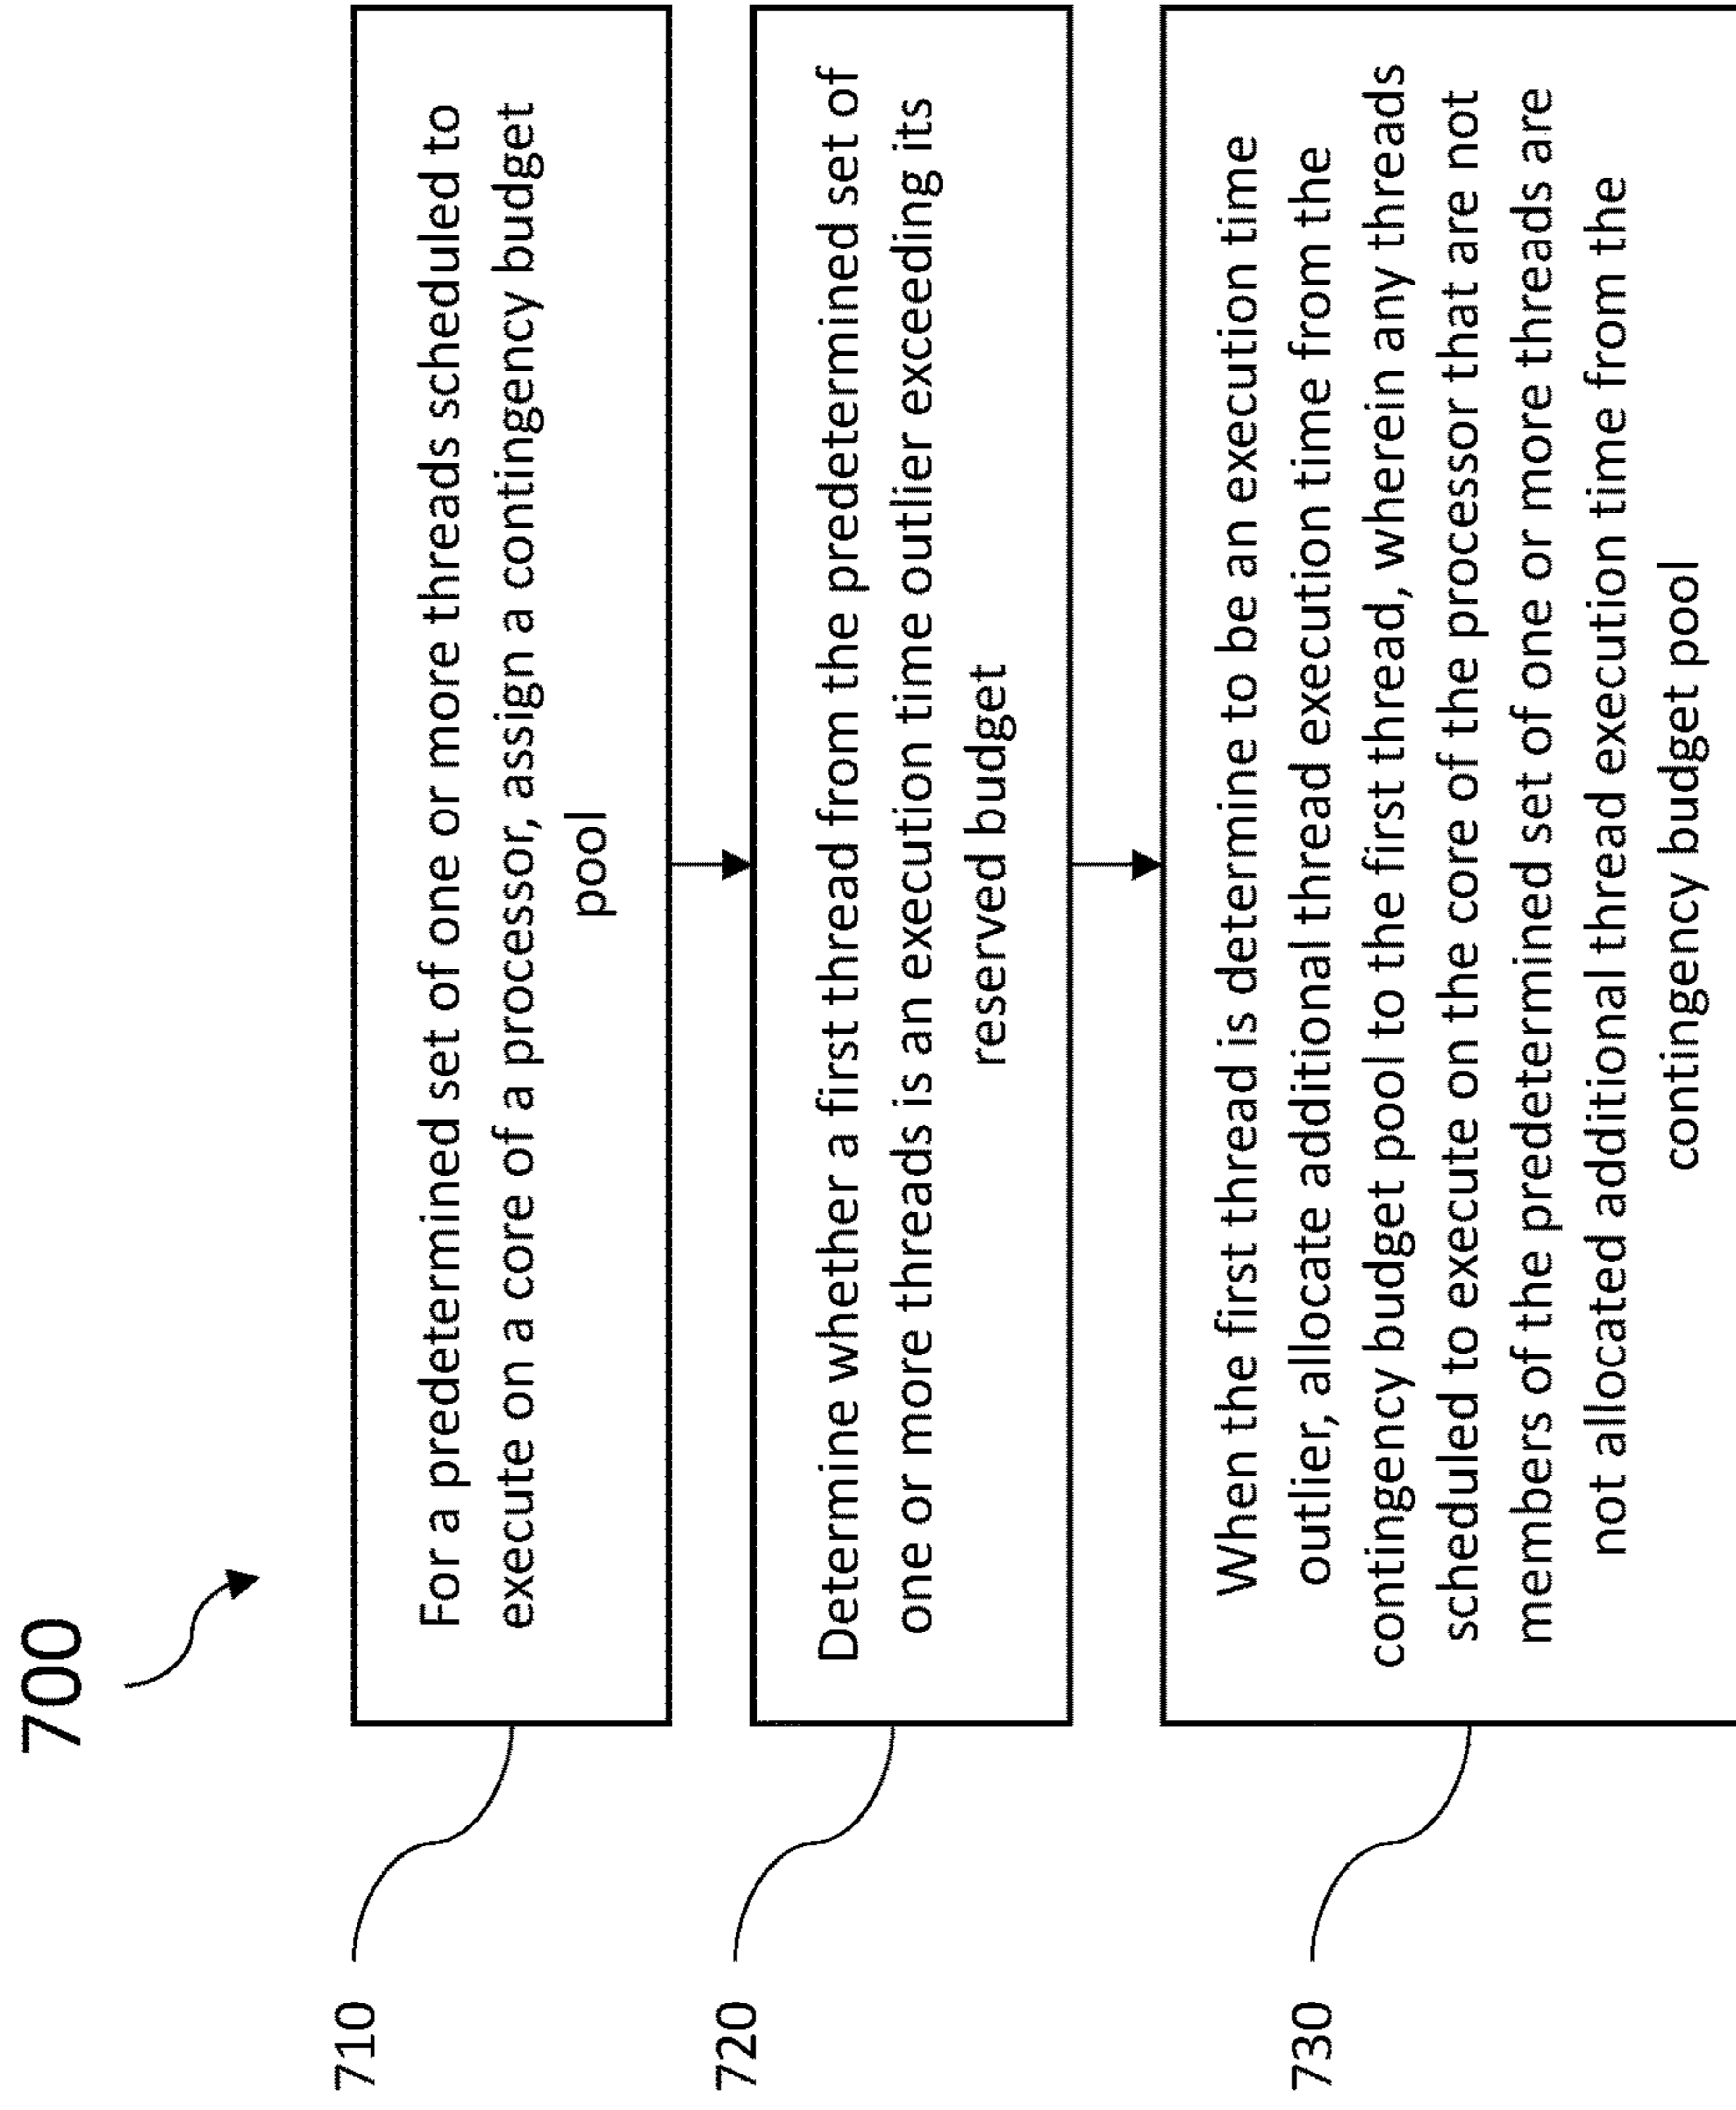 700
710
For a predetermined set of one or more threads scheduled to
execute on a core of a processor, assign a contingency budget
pool
720
Determine whether a first thread from the predetermined set of
one or more threads is an execution time outlier exceeding its
reserved budget
730
When the first thread is determine to be an execution time
outlier, allocate additional thread execution time from the
contingency budget pool to the first thread, wherein any threads
scheduled to execute on the core of the processor that are not
members of the predetermined set of one or more threads are
not allocated additional thread execution time from the
contingency budget pool